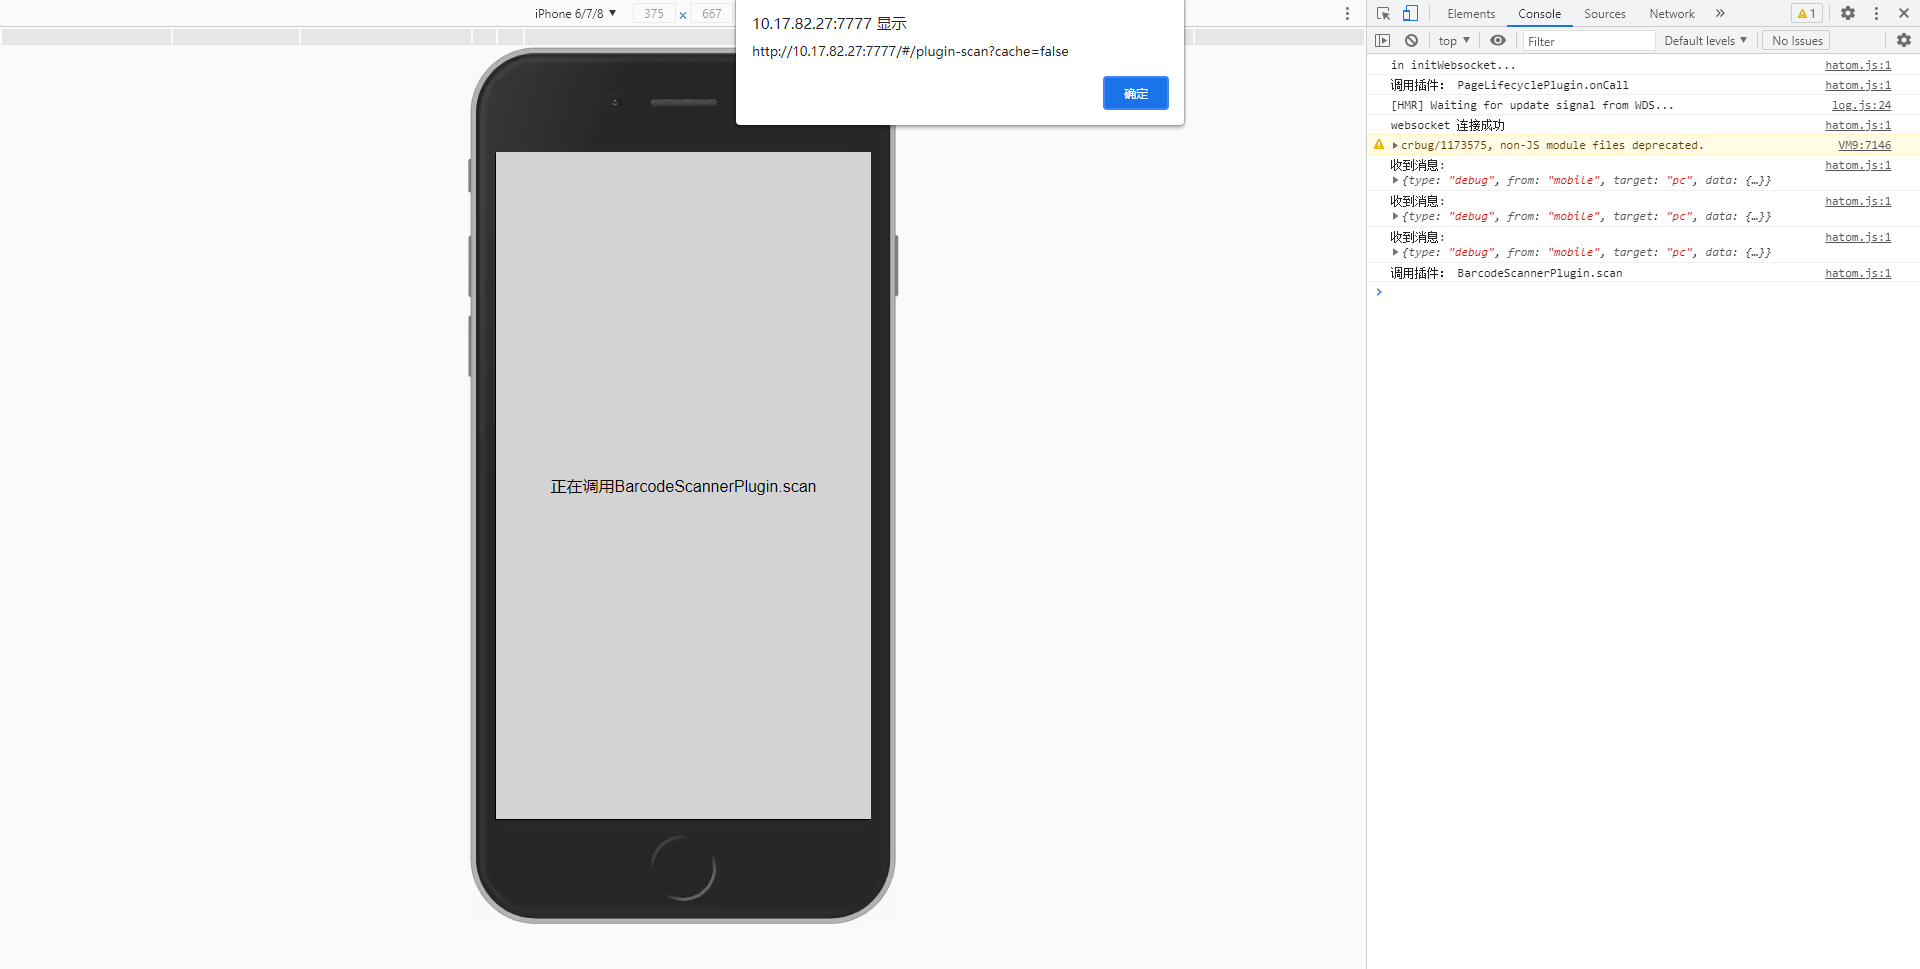 iPhone 6/7/8 ▼ 375 × 667
10.17.82.27:7777 显示
http://10.17.82.27:7777/#/plugin-scan?cache=false
确定
正在调用BarcodeScannerPlugin.scan
Elements Console Sources Network » 1
top ▼ Filter Default levels ▼ No Issues
in initWebsocket... hatom.js:1
调用插件： PageLifecyclePlugin.onCall hatom.js:1
[HMR] Waiting for update signal from WDS... log.js:24
websocket 连接成功 hatom.js:1
crbug/1173575, non-JS module files deprecated. VM9:7146
收到消息: hatom.js:1
{type: "debug", from: "mobile", target: "pc", data: {…}}
收到消息: hatom.js:1
{type: "debug", from: "mobile", target: "pc", data: {…}}
收到消息: hatom.js:1
{type: "debug", from: "mobile", target: "pc", data: {…}}
调用插件： BarcodeScannerPlugin.scan hatom.js:1